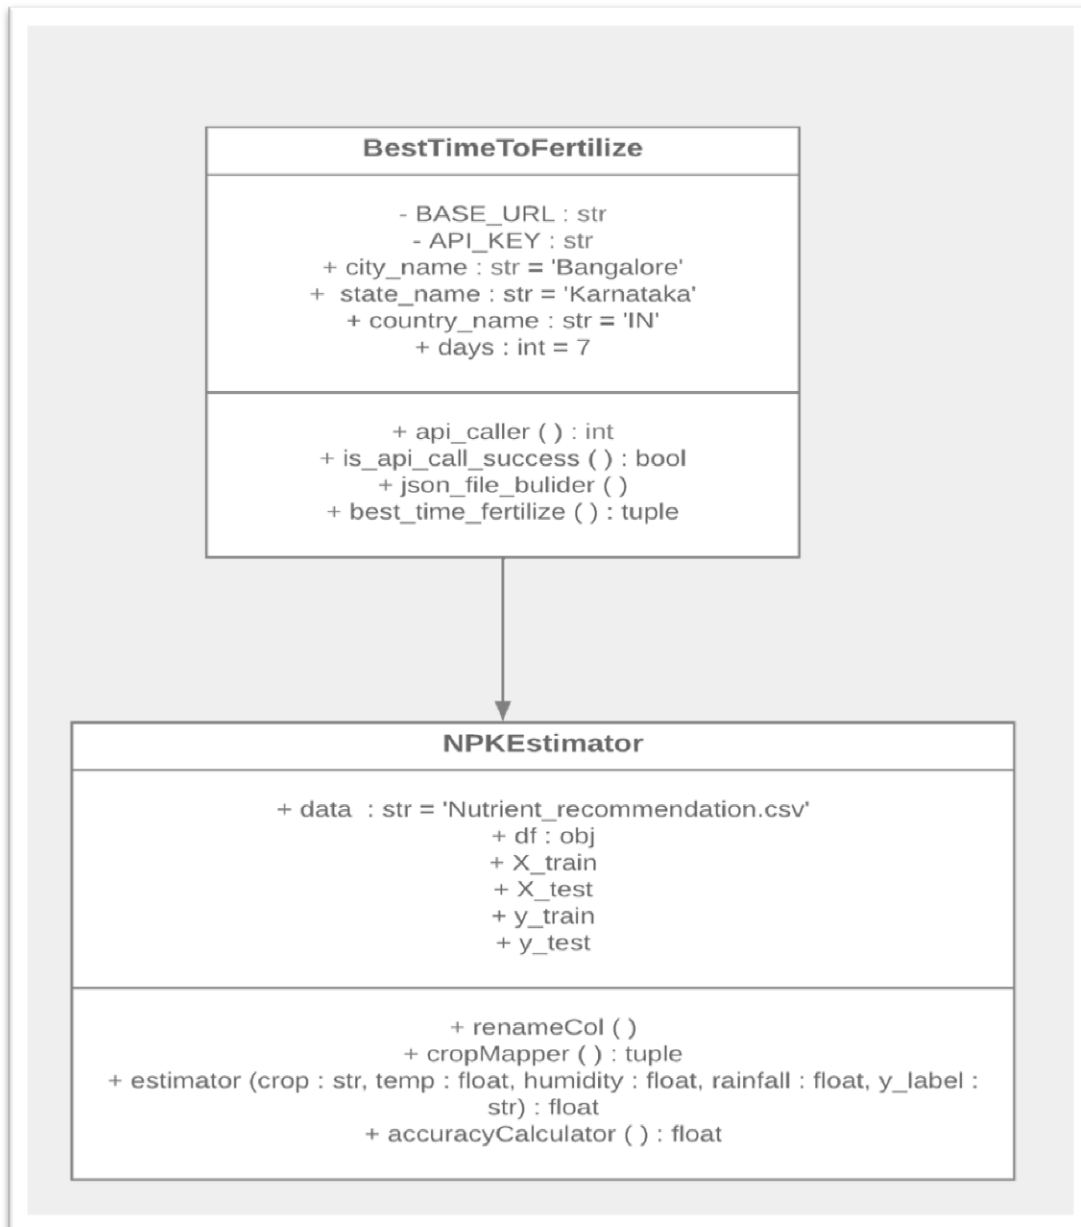 BestTimeToFertilize
- BASE_URL : str
- API_KEY : str
+ city_name : str = 'Bangalore'
+ state_name : str = 'Karnataka'
+ country_name : str = 'IN'
+ days : int = 7
+ api_caller ( ) : int
+ is_api_call_success ( ) : bool
+ json_file_bulider ( )
+ best_time_fertilize ( ) : tuple
NPKEstimator
+ data : str = 'Nutrient_recommendation.csv'
+ df : obj
+ X_train
+ X_test
+ y_train
+ y_test
+ renameCol ( )
+ cropMapper ( ) : tuple
+ estimator (crop : str, temp : float, humidity : float, rainfall : float, y_label :
str) : float
+ accuracyCalculator ( ) : float